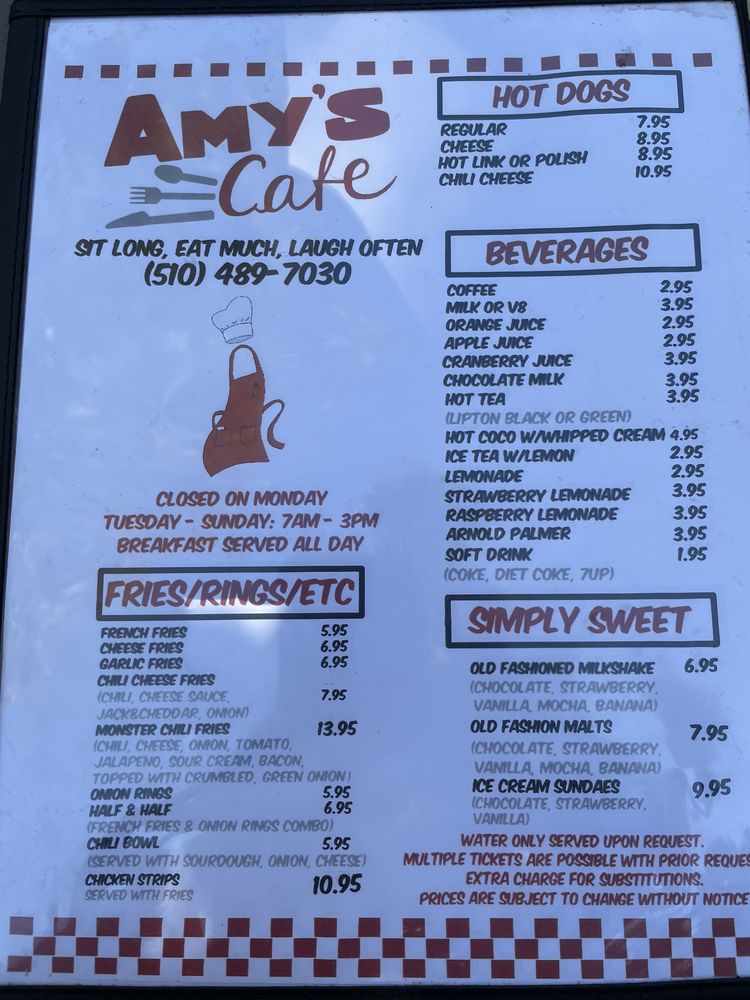 AMY'S
Cafe
SIT LONG, EAT MUCH, LAUGH OFTEN
(510) 489-7030
CLOSED ON MONDAY
TUESDAY - SUNDAY: 7AM - 3PM
BREAKFAST SERVED ALL DAY
FRIES/RINGS/ETC
FRENCH FRIES 5.95
CHEESE FRIES 6.95
GARLIC FRIES 6.95
CHILI CHEESE FRIES
(CHILI, CHEESE SAUCE, 7.95
JACK&CHEDDAR, ONION)
MONSTER CHILI FRIES 13.95
(CHILI, CHEESE, ONION, TOMATO,
JALAPENO, SOUR CREAM, BACON,
TOPPED WITH CRUMBLED, GREEN ONION)
ONION RINGS 5.95
HALF & HALF 6.95
(FRENCH FRIES & ONION RINGS COMBO)
CHILI BOWL 5.95
(SERVED WITH SOURDOUGH, ONION, CHEESE)
CHICKEN STRIPS 10.95
SERVED WITH FRIES
HOT DOGS
REGULAR 7.95
CHEESE 8.95
HOT LINK OR POLISH 8.95
CHILI CHEESE 10.95
BEVERAGES
COFFEE 2.95
MILK OR V8 3.95
ORANGE JUICE 2.95
APPLE JUICE 2.95
CRANBERRY JUICE 3.95
CHOCOLATE MILK 3.95
HOT TEA 3.95
(LIPTON BLACK OR GREEN)
HOT COCO W/WHIPPED CREAM 4.95
ICE TEA W/LEMON 2.95
LEMONADE 2.95
STRAWBERRY LEMONADE 3.95
RASPBERRY LEMONADE 3.95
ARNOLD PALMER 3.95
SOFT DRINK 1.95
(COKE, DIET COKE, 7UP)
SIMPLY SWEET
OLD FASHIONED MILKSHAKE 6.95
(CHOCOLATE, STRAWBERRY,
VANILLA, MOCHA, BANANA)
OLD FASHION MALTS 7.95
(CHOCOLATE, STRAWBERRY,
VANILLA, MOCHA, BANANA)
ICE CREAM SUNDAES 9.95
(CHOCOLATE, STRAWBERRY,
VANILLA)
WATER ONLY SERVED UPON REQUEST.
MULTIPLE TICKETS ARE POSSIBLE WITH PRIOR REQUES
EXTRA CHARGE FOR SUBSTITUTIONS.
PRICES ARE SUBJECT TO CHANGE WITHOUT NOTICE